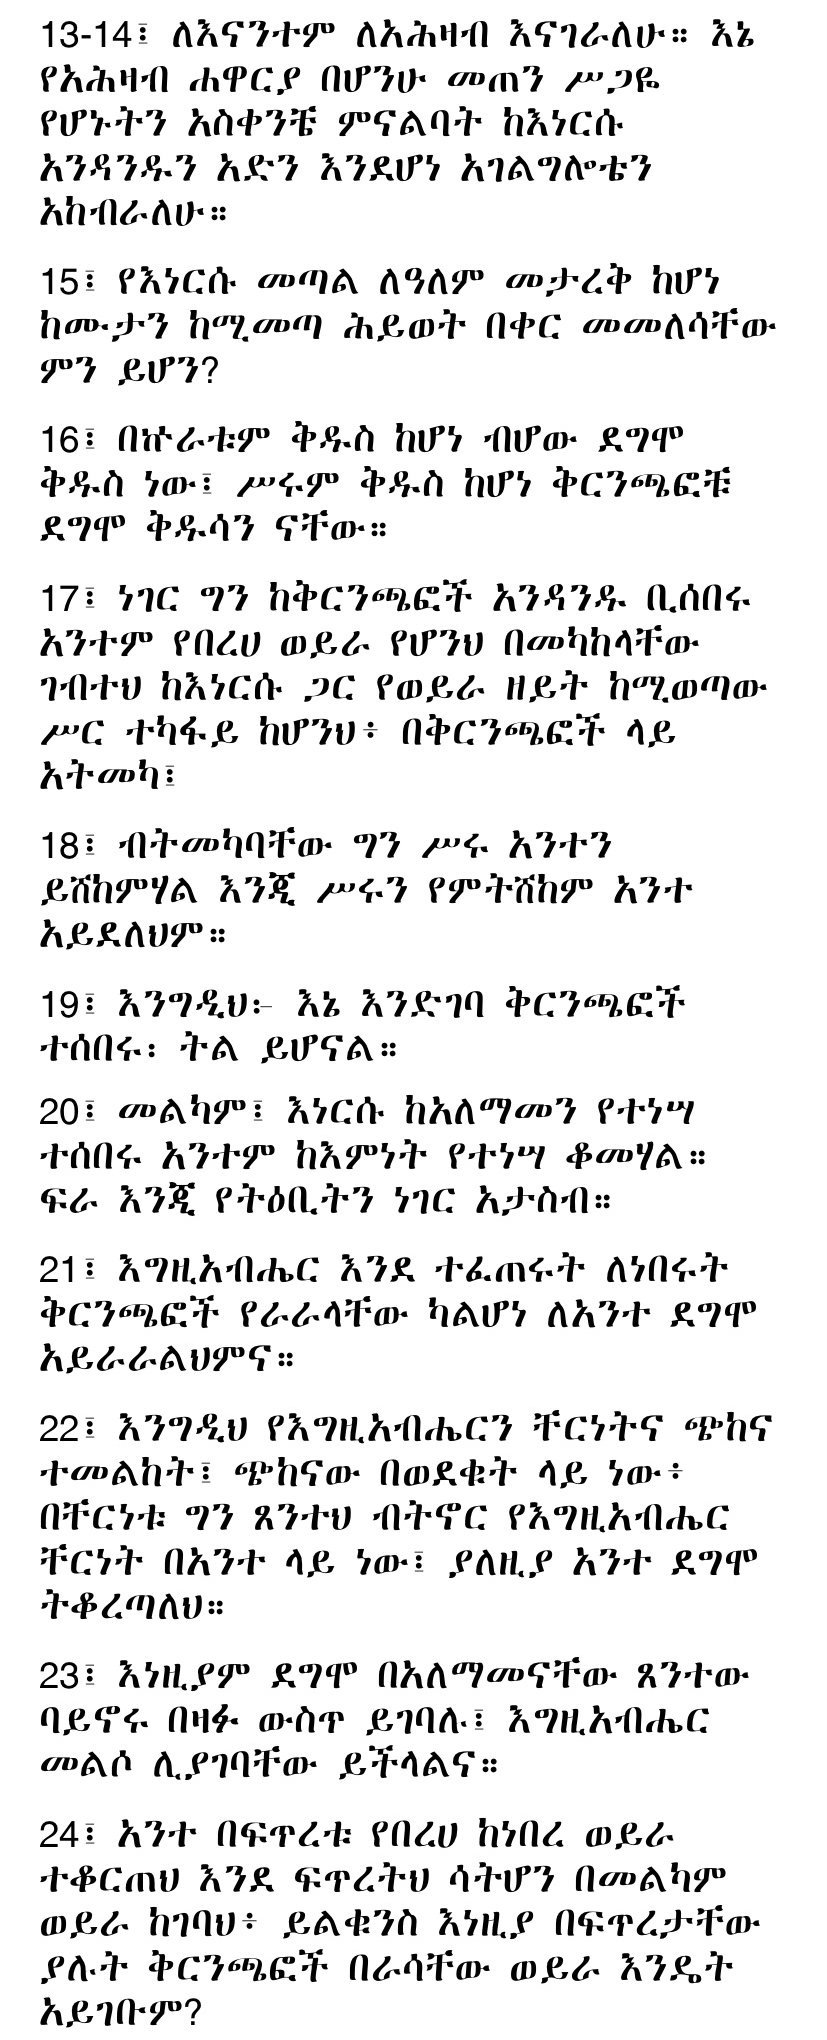 13-14፤ ለእናንተም ለአሕዛብ እናገራለሁ። እኔ
የአሕዛብ ሐዋርያ በሆንሁ መጠን ሥጋዬ
የሆኑትን አስቀንቼ ምናልባት ከእነርሱ
አንዳንዱን አድን እንደሆነ አገልግሎቴን
አከብራለሁ።
15፤ የእነርሱ መጣል ለዓለም መታረቅ ከሆነ
ከሙታን ከሚመጣ ሕይወት በቀር መመለሳቸው
ምን ይሆን?
16፤ በኵራቱም ቅዱስ ከሆነ ብሆው ደግሞ
ቅዱስ ነው፤ ሥሩም ቅዱስ ከሆነ ቅርንጫፎቹ
ደግሞ ቅዱሳን ናቸው።
17፤ ነገር ግን ከቅርንጫፎች አንዳንዱ ቢሰበሩ
አንተም የበረሀ ወይራ የሆንህ በመካከላቸው
ገብተህ ከእነርሱ ጋር የወይራ ዘይት ከሚወጣው
ሥር ተካፋይ ከሆንህ፥ በቅርንጫፎች ላይ
አትመካ፤
18፤ ብትመካባቸው ግን ሥሩ አንተን
ይሸከምሃል እንጂ ሥሩን የምትሸከም አንተ
አይደለህም።
19፤ እንግዲህ፦ እኔ እንድገባ ቅርንጫፎች
ተሰበሩ፡ ትል ይሆናል።
20፤ መልካም፤ እነርሱ ከአለማመን የተነሣ
ተሰበሩ አንተም ከእምነት የተነሣ ቆመሃል።
ፍራ እንጂ የትዕቢትን ነገር አታስብ።
21፤ እግዚአብሔር እንደ ተፈጠሩት ለነበሩት
ቅርንጫፎች የራራላቸው ካልሆነ ለአንተ ደግሞ
አይራራልህምና።
22፤ እንግዲህ የእግዚአብሔርን ቸርነትና ጭከና
ተመልከት፤ ጭከናው በወደቁት ላይ ነው፥
በቸርነቱ ግን ጸንተህ ብትኖር የእግዚአብሔር
ቸርነት በአንተ ላይ ነው፤ ያለዚያ አንተ ደግሞ
ትቆረጣለህ።
23፤ እነዚያም ደግሞ በአለማመናቸው ጸንተው
ባይኖሩ በዛፉ ውስጥ ይገባሉ፤ እግዚአብሔር
መልሶ ሊያገባቸው ይችላልና።
24፤ አንተ በፍጥረቱ የበረሀ ከነበረ ወይራ
ተቆርጠህ እንደ ፍጥረትህ ሳትሆን በመልካም
ወይራ ከገባህ፥ ይልቁንስ እነዚያ በፍጥረታቸው
ያሉት ቅርንጫፎች በራሳቸው ወይራ እንዴት
አይገቡም?